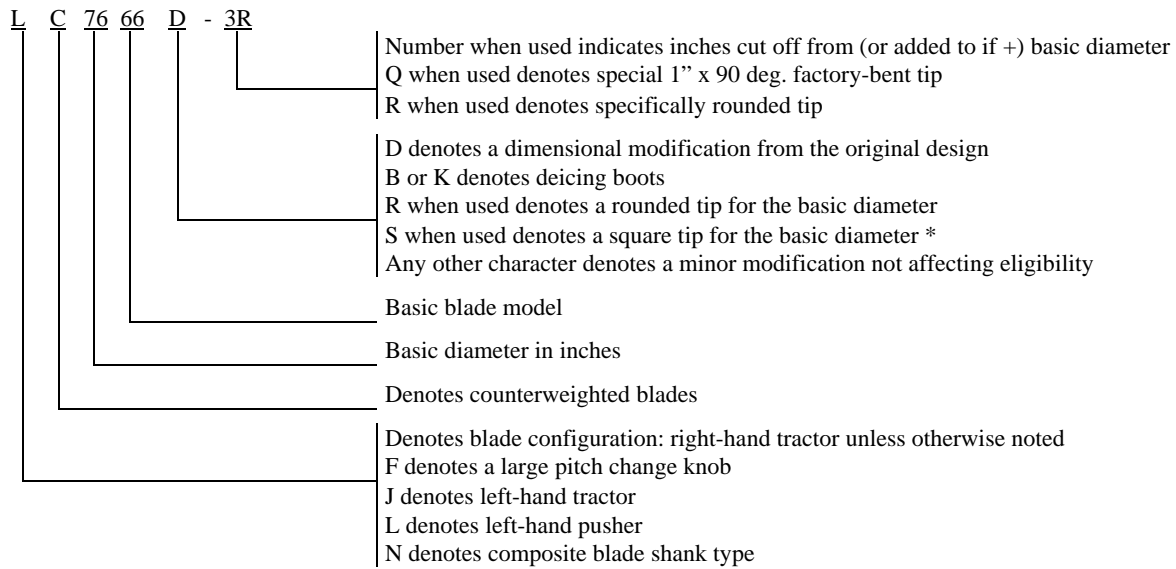 L C 76 66 D - 3R
Number when used indicates inches cut off from (or added to if +) basic diameter
Q when used denotes special 1” x 90 deg. factory-bent tip
R when used denotes specifically rounded tip
D denotes a dimensional modification from the original design
B or K denotes deicing boots
R when used denotes a rounded tip for the basic diameter
S when used denotes a square tip for the basic diameter *
Any other character denotes a minor modification not affecting eligibility
Basic blade model
Basic diameter in inches
Denotes counterweighted blades
Denotes blade configuration: right-hand tractor unless otherwise noted
F denotes a large pitch change knob
J denotes left-hand tractor
L denotes left-hand pusher
N denotes composite blade shank type